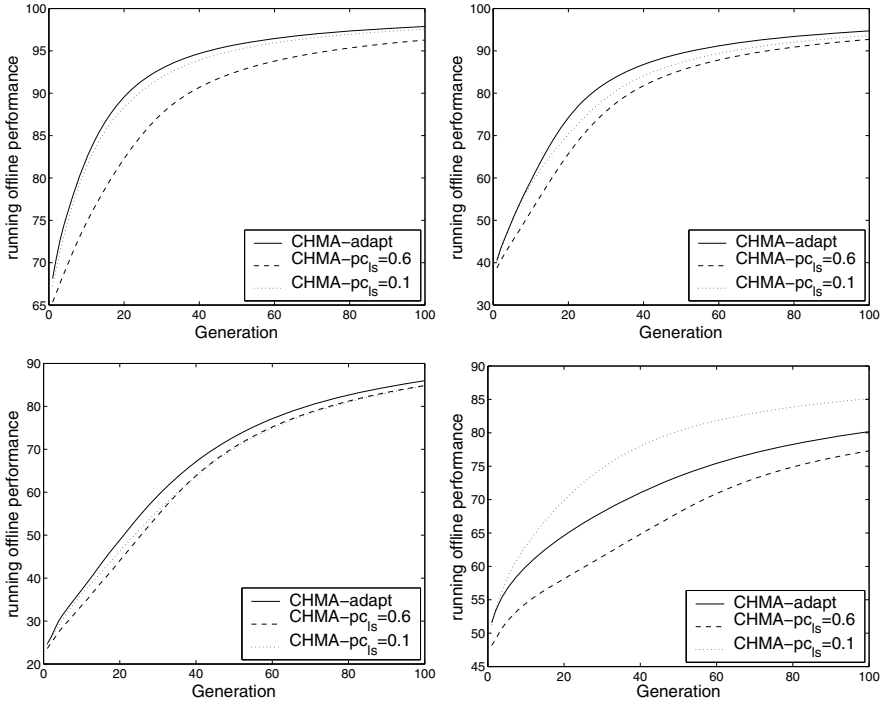 100
95
90
85
80
75
70
65
0 20 40 60 80 100
running offline performance
Generation
CHMA−adapt
CHMA−pc_ls=0.6
CHMA−pc_ls=0.1
100
90
80
70
60
50
40
30
0 20 40 60 80 100
running offline performance
Generation
CHMA−adapt
CHMA−pc_ls=0.6
CHMA−pc_ls=0.1
90
80
70
60
50
40
30
20
0 20 40 60 80 100
running offline performance
Generation
CHMA−adapt
CHMA−pc_ls=0.6
CHMA−pc_ls=0.1
90
85
80
75
70
65
60
55
50
45
0 20 40 60 80 100
running offline performance
Generation
CHMA−adapt
CHMA−pc_ls=0.6
CHMA−pc_ls=0.1